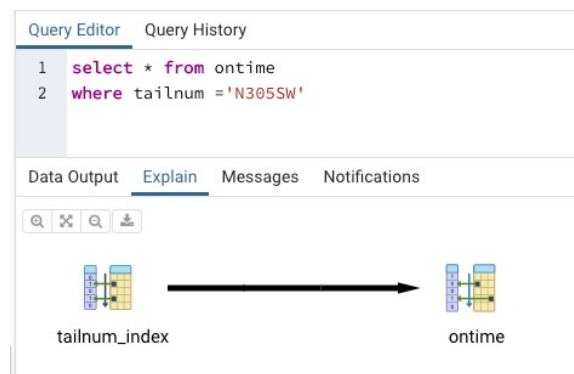 Query Editor Query History
1 select * from ontime
2 where tailnum ='N305SW'
Data Output Explain Messages Notifications
tailnum_index ontime